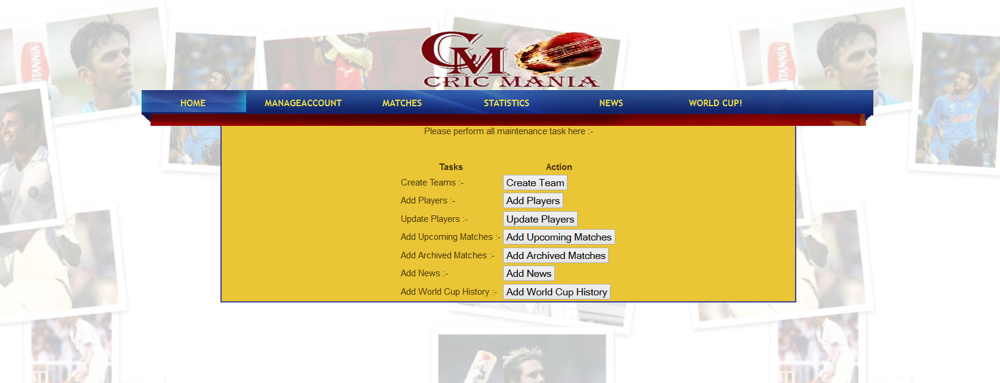 ITANNIA
ITANNIA
CM
CRIC MANIA
HOME MANAGEACCOUNT MATCHES STATISTICS NEWS WORLD CUP!
Please perform all maintenance task here :-
Tasks Action
Create Teams :- Create Team
Add Players :- Add Players
Update Players :- Update Players
Add Upcoming Matches :- Add Upcoming Matches
Add Archived Matches :- Add Archived Matches
Add News :- Add News
Add World Cup History :- Add World Cup History